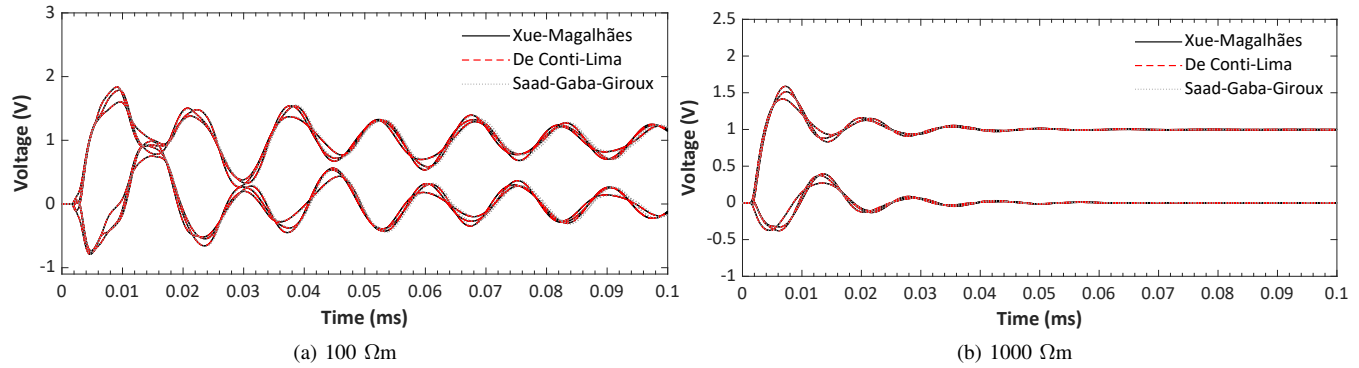 3
2
1
0
-1
Voltage (V)
Xue-Magalhães
De Conti-Lima
Saad-Gaba-Giroux
0 0.01 0.02 0.03 0.04 0.05 0.06 0.07 0.08 0.09 0.1
Time (ms)
(a) 100 Ωm
2.5
2
1.5
1
0.5
0
-0.5
-1
Voltage (V)
Xue-Magalhães
De Conti-Lima
Saad-Gaba-Giroux
0 0.01 0.02 0.03 0.04 0.05 0.06 0.07 0.08 0.09 0.1
Time (ms)
(b) 1000 Ωm